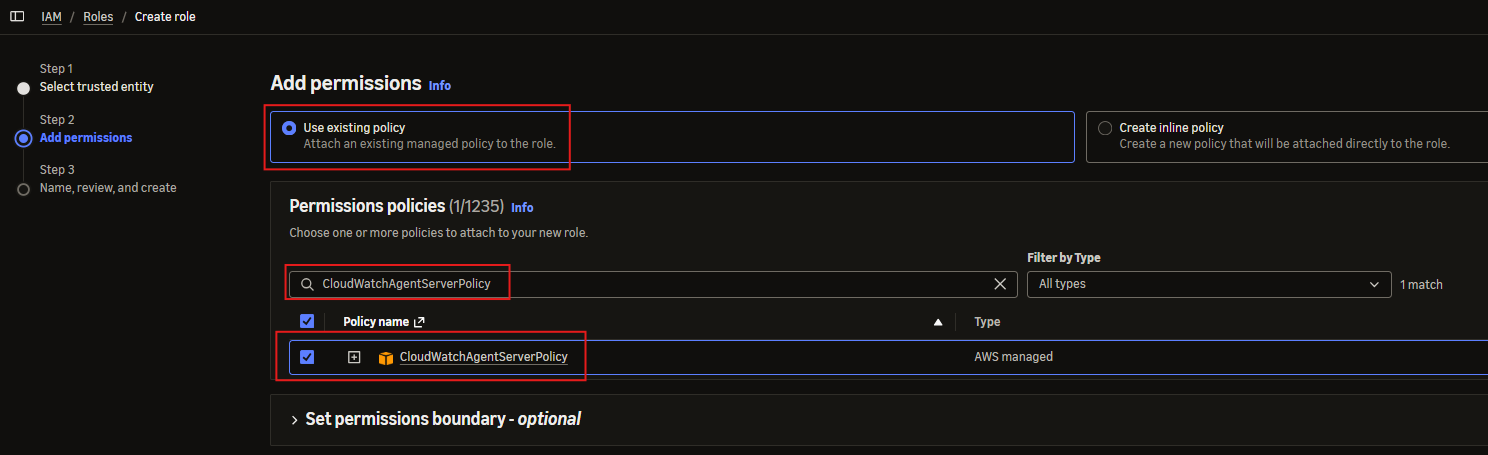 IAM / Roles / Create role
Step 1
Select trusted entity
Step 2
Add permissions
Step 3
Name, review, and create
Add permissions Info
Use existing policy
Attach an existing managed policy to the role.
Create inline policy
Create a new policy that will be attached directly to the role.
Permissions policies (1/1235) Info
Choose one or more policies to attach to your new role.
Filter by Type
CloudWatchAgentServerPolicy
All types
1 match
Policy name
Type
CloudWatchAgentServerPolicy
AWS managed
Set permissions boundary - optional